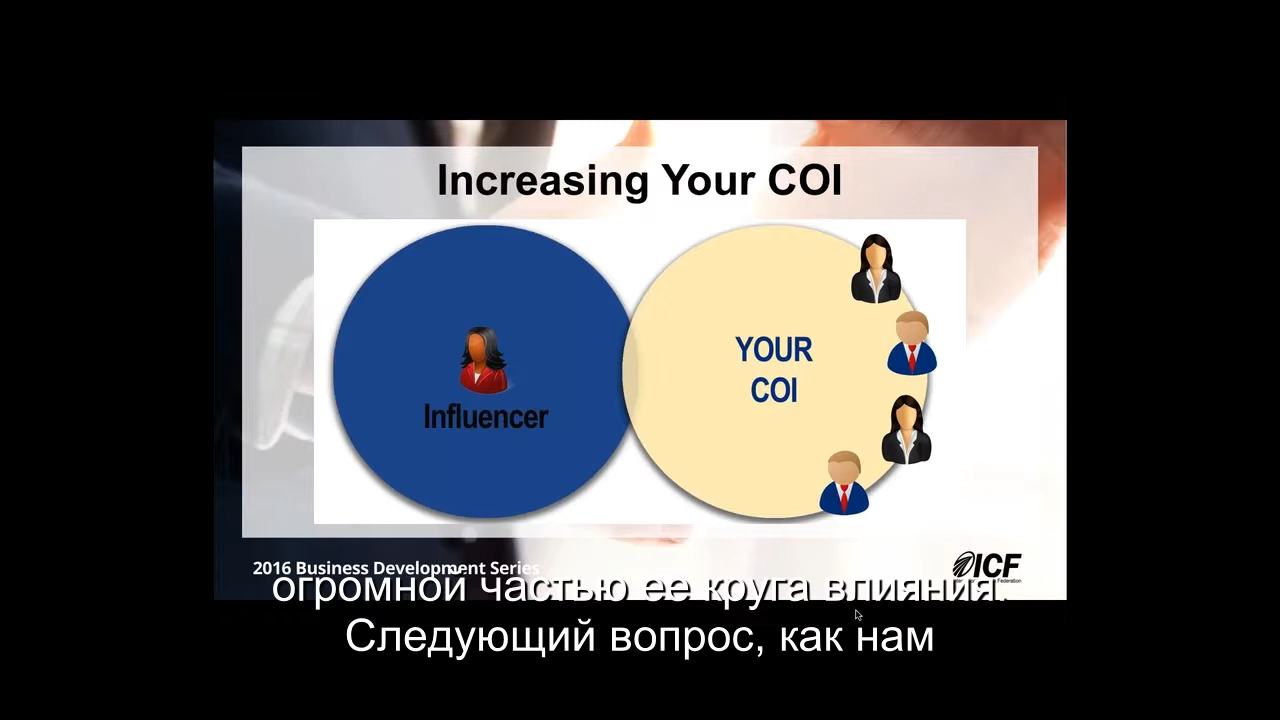 Increasing Your COI
Influencer
YOUR
COI
2016 Business Development Series
ICF
Federation
огромной частью ее круга влияния.
Следующий вопрос, как нам